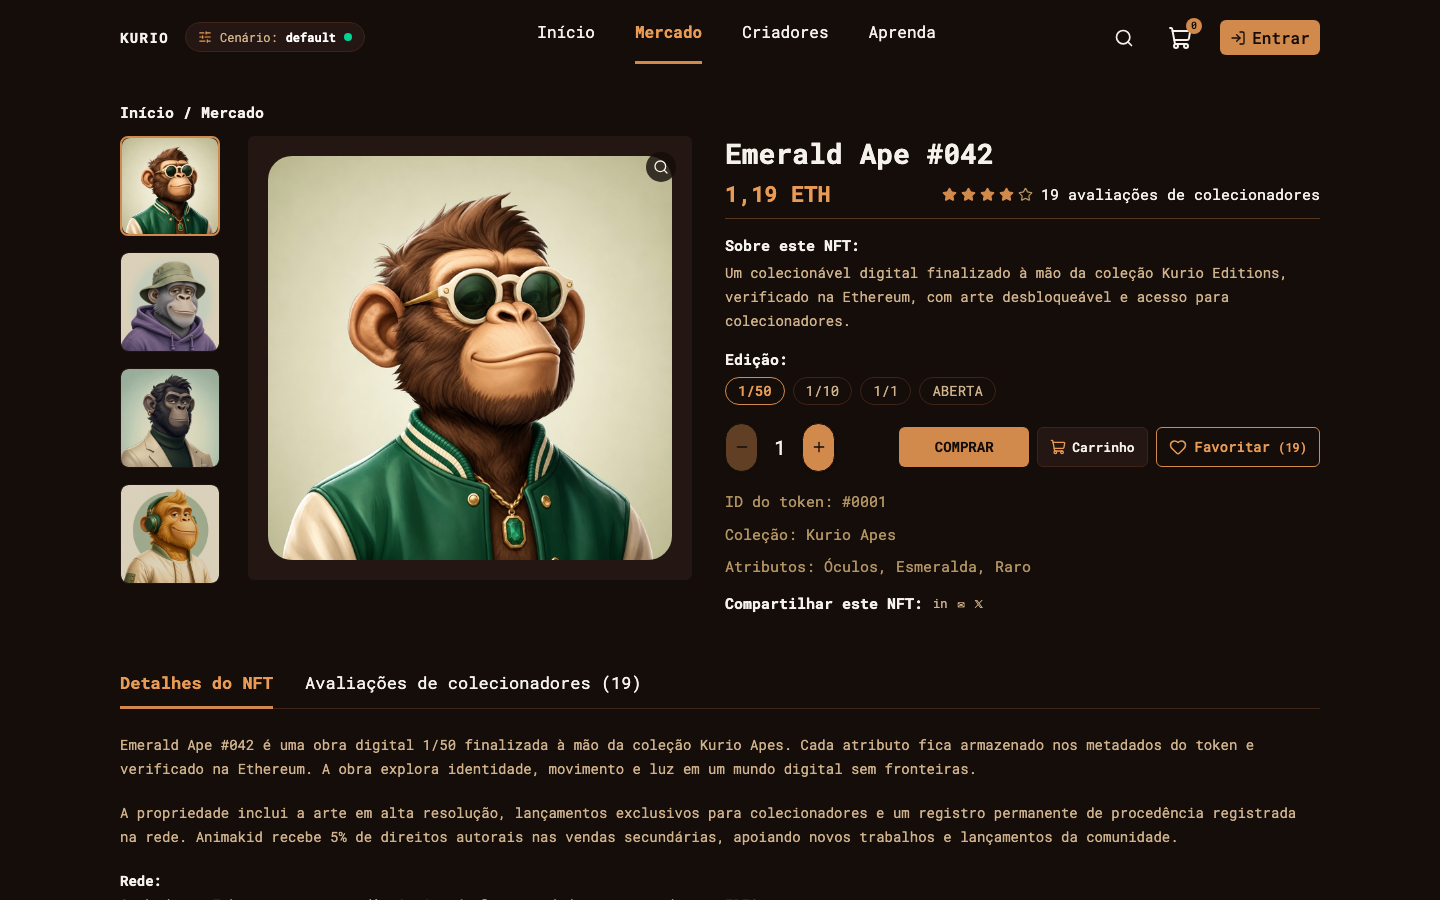 KURIO
Cenário: default
Início
Mercado
Criadores
Aprenda
0
Entrar
Início / Mercado
Emerald Ape #042
1,19 ETH
19 avaliações de colecionadores
Sobre este NFT:
Um colecionável digital finalizado à mão da coleção Kurio Editions,
verificado na Ethereum, com arte desbloqueável e acesso para
colecionadores.
Edição:
1/50
1/10
1/1
ABERTA
1
COMPRAR
Carrinho
Favoritar (19)
ID do token: #0001
Coleção: Kurio Apes
Atributos: Óculos, Esmeralda, Raro
Compartilhar este NFT: in ✉ 𝕏
Detalhes do NFT
Avaliações de colecionadores (19)
Emerald Ape #042 é uma obra digital 1/50 finalizada à mão da coleção Kurio Apes. Cada atributo fica armazenado nos metadados do token e
verificado na Ethereum. A obra explora identidade, movimento e luz em um mundo digital sem fronteiras.
A propriedade inclui a arte em alta resolução, lançamentos exclusivos para colecionadores e um registro permanente de procedência registrada
na rede. Animakid recebe 5% de direitos autorais nas vendas secundárias, apoiando novos trabalhos e lançamentos da comunidade.
Rede: